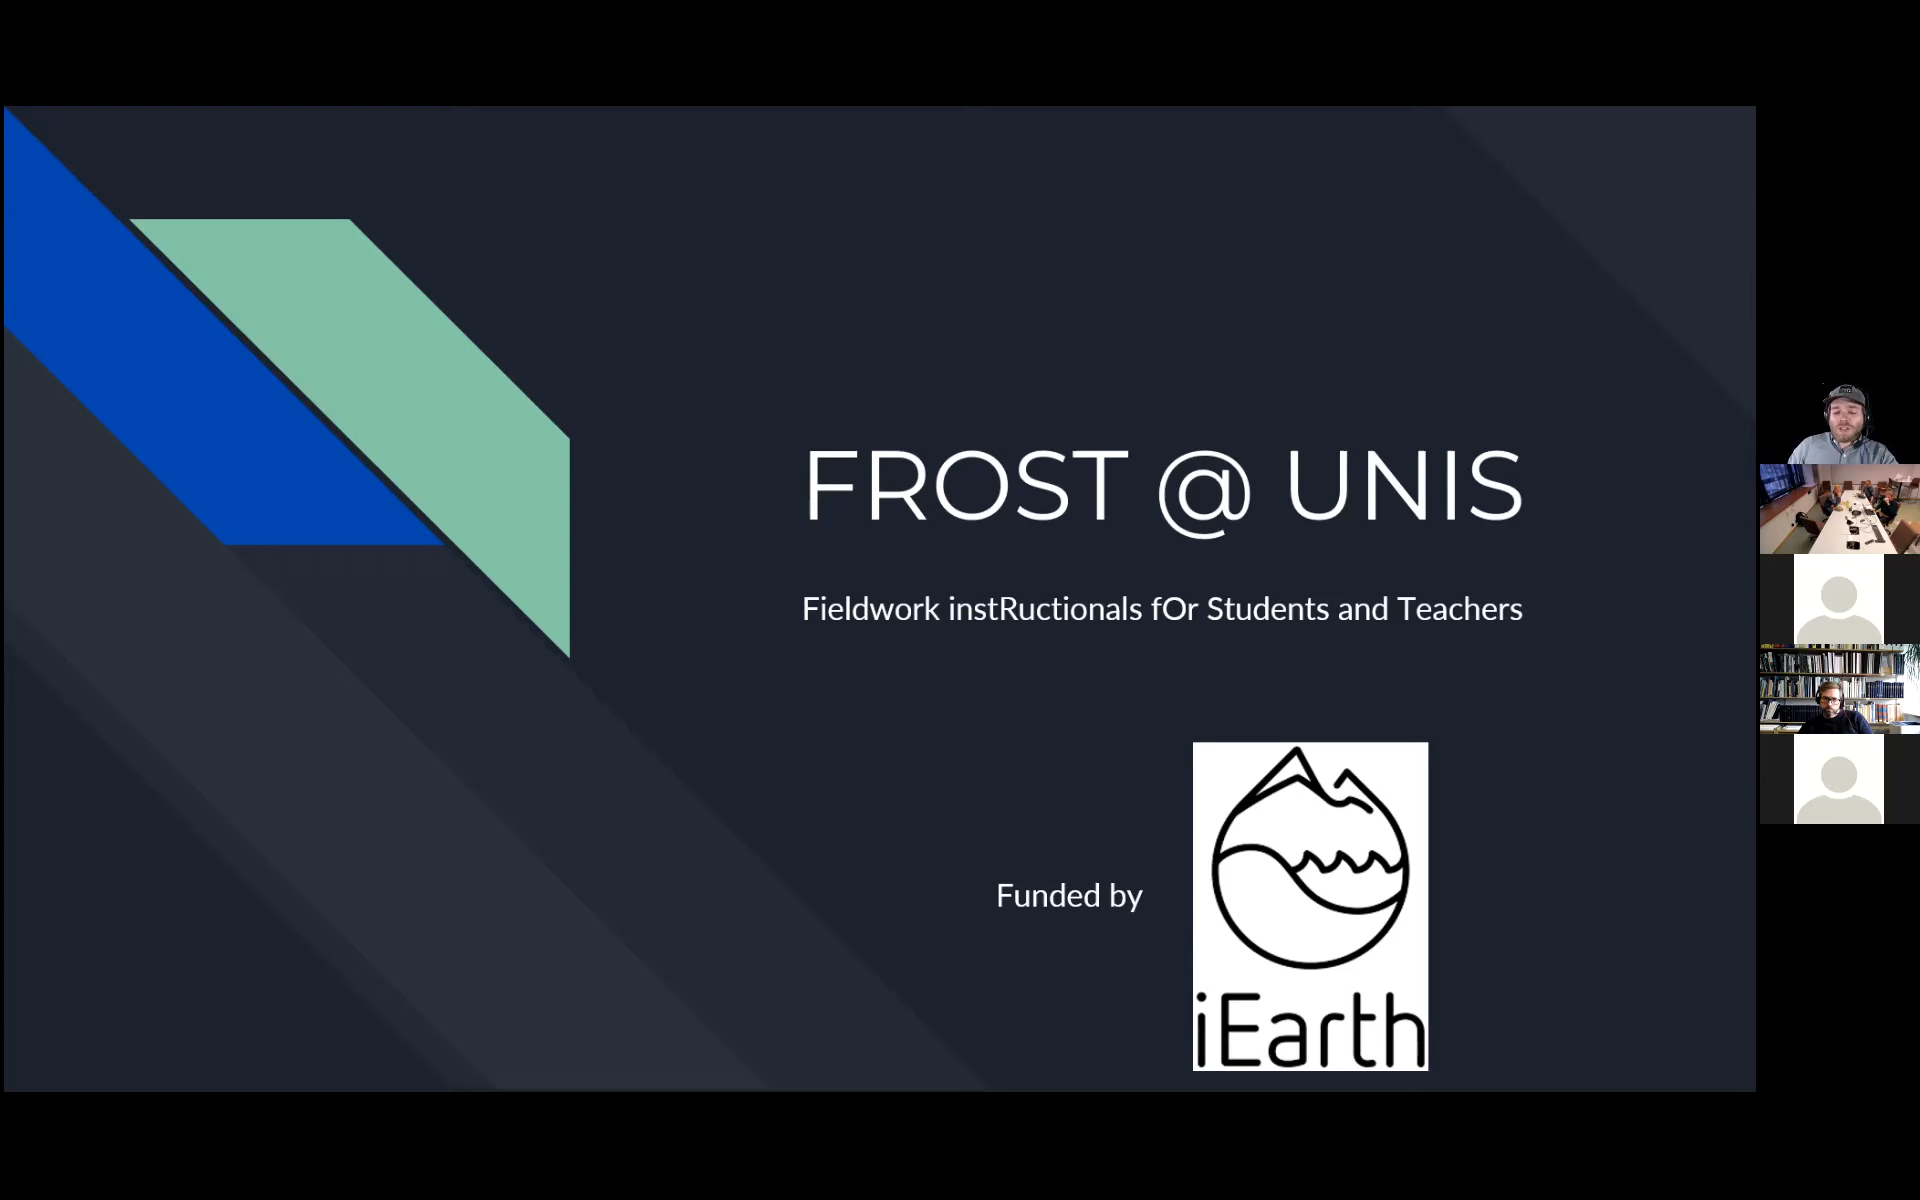 FROST @ UNIS
Fieldwork instRuctionals fOr Students and Teachers
Funded by
iEarth